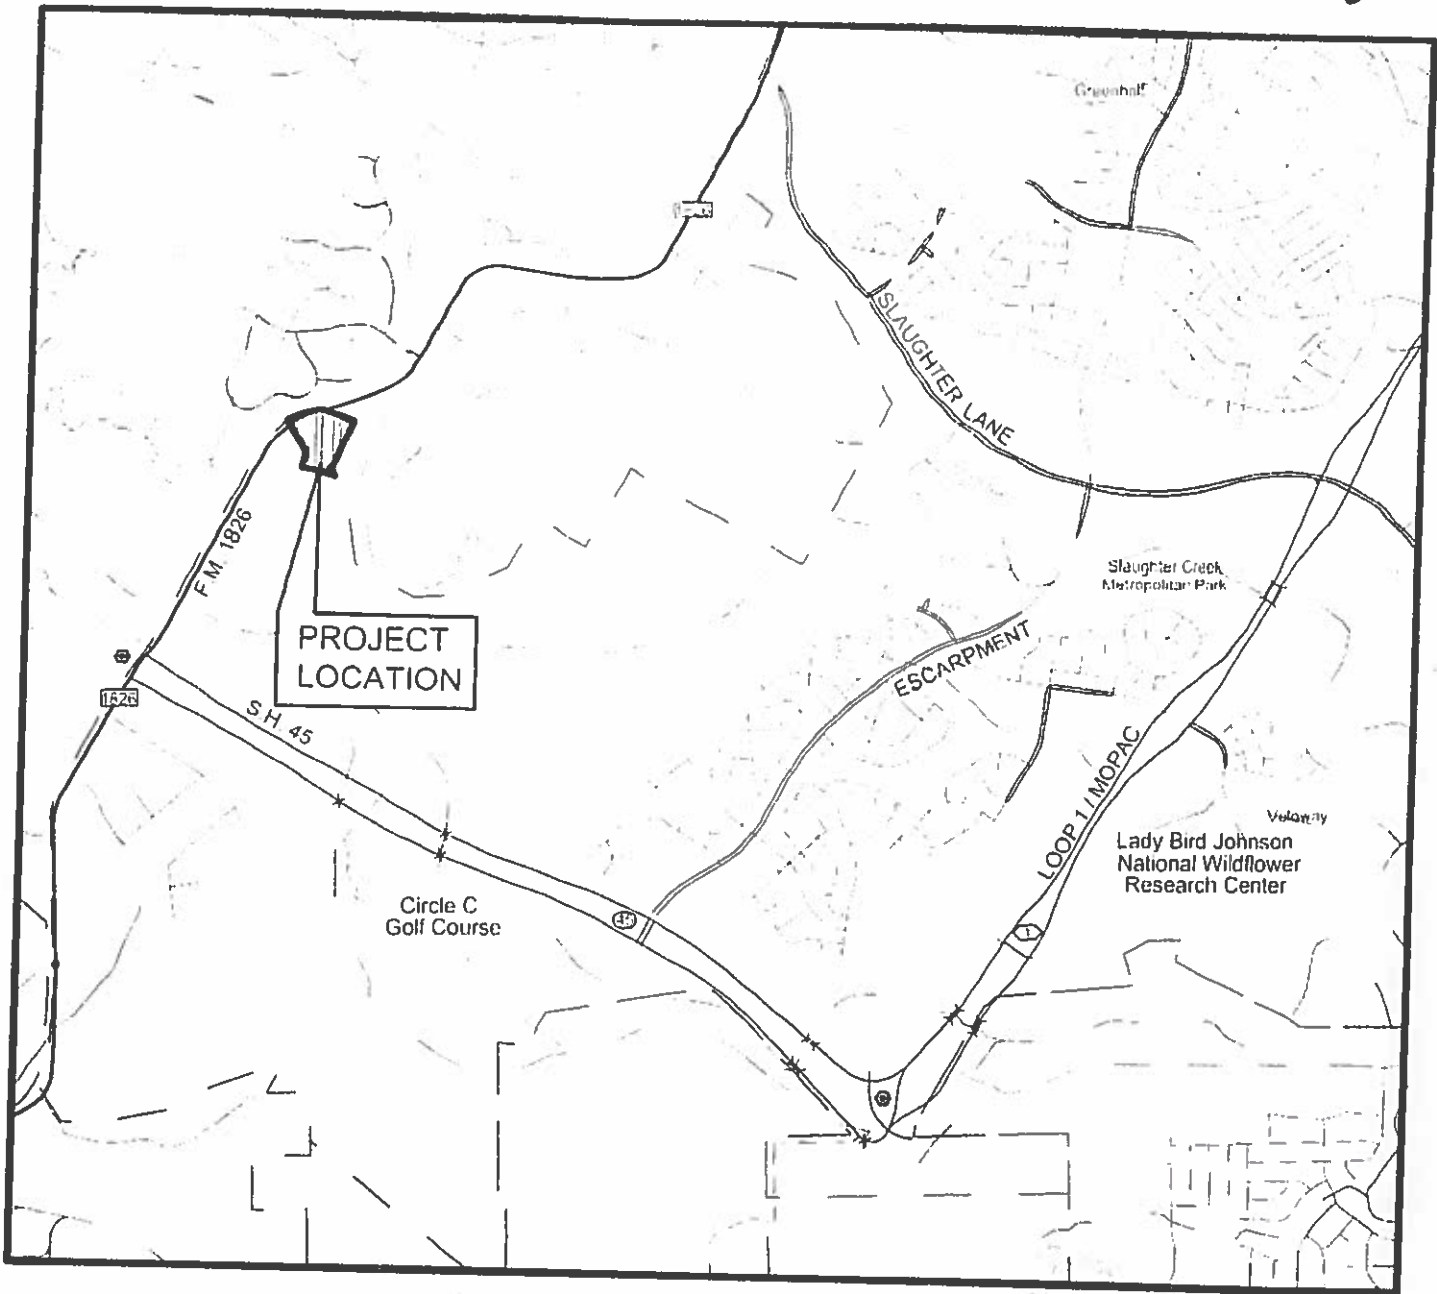 SLAUGHTER LANE
F.M. 1826
Slaughter Creek
Metropolitan Park
PROJECT
LOCATION
ESCARPMENT
1826
S.H. 45
LOOP 1 / MOPAC
Veloway
Lady Bird Johnson
National Wildflower
Research Center
Circle C
Golf Course
45
1